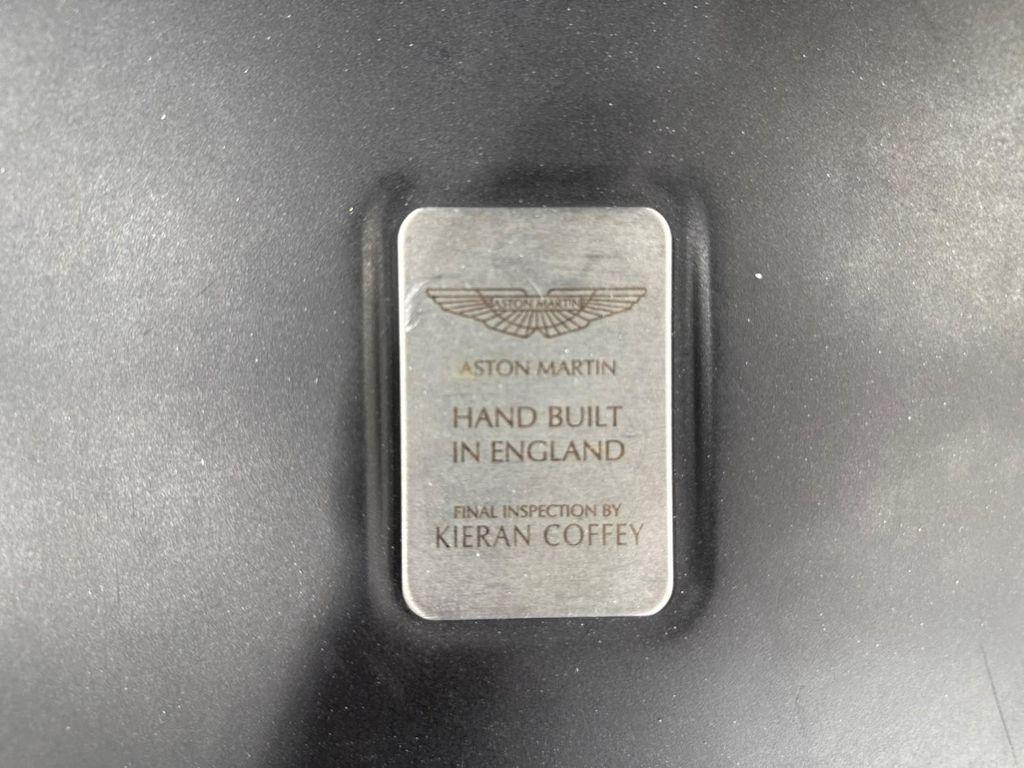 ASTON MARTIN
ASTON MARTIN
HAND BUILT
IN ENGLAND
FINAL INSPECTION BY
KIERAN COFFEY